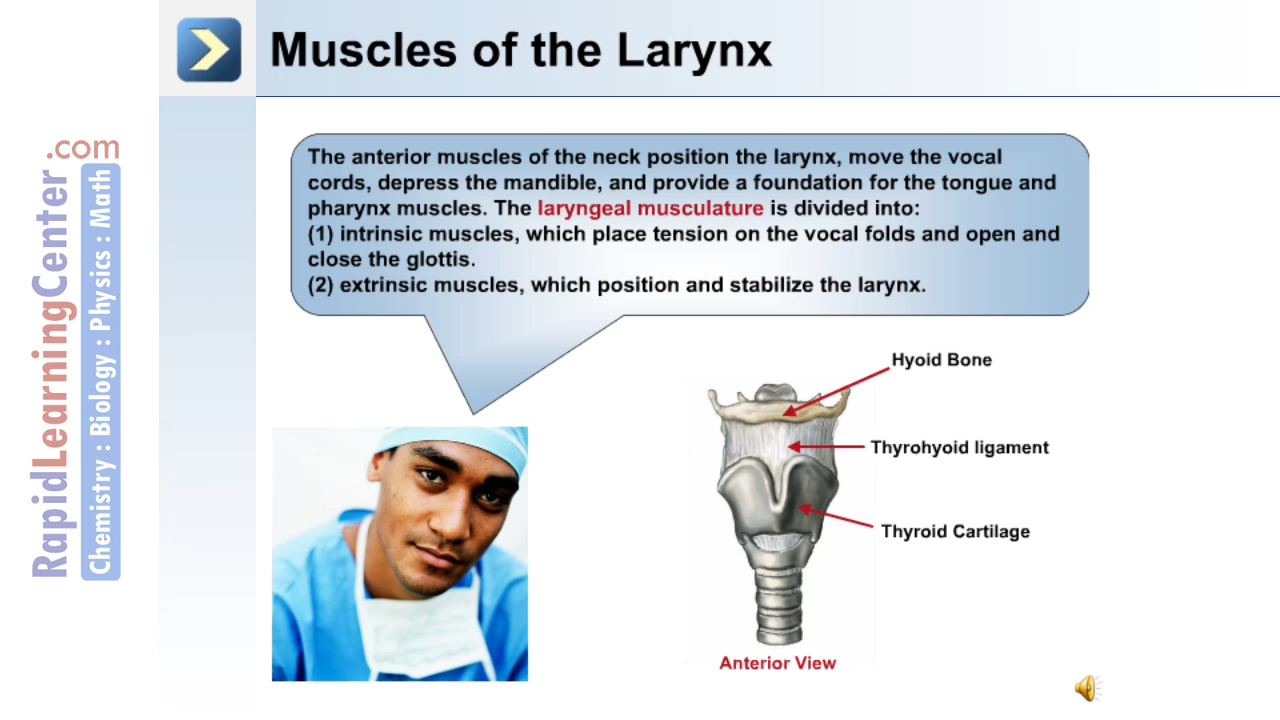 Muscles of the Larynx
The anterior muscles of the neck position the larynx, move the vocal
cords, depress the mandible, and provide a foundation for the tongue and
pharynx muscles. The laryngeal musculature is divided into:
(1) intrinsic muscles, which place tension on the vocal folds and open and
close the glottis.
(2) extrinsic muscles, which position and stabilize the larynx.
Hyoid Bone
Thyrohyoid ligament
Thyroid Cartilage
Anterior View
RapidLearningCenter.com
Chemistry : Biology : Physics : Math